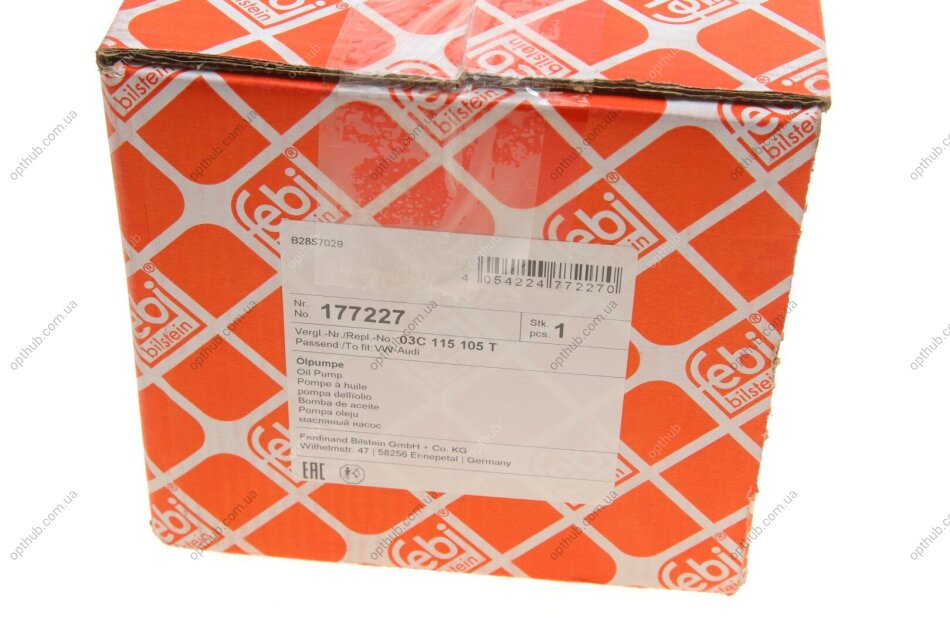 febi
bilstein
B2857029
4 054224 772270
Nr.
No. 177227
Stk.
pcs. 1
Vergl.-Nr./Repl.-No. 03C 115 105 T
Passend:/To fit: VW-Audi
Ölpumpe
Oil Pump
Pompe à huile
pompa dell'olio
Bomba de aceite
Pompa oleju
масляный насос
Ferdinand Bilstein GmbH + Co. KG
Wilhelmstr. 47 | 58256 Ennepetal | Germany
EAC
opthub.com.ua